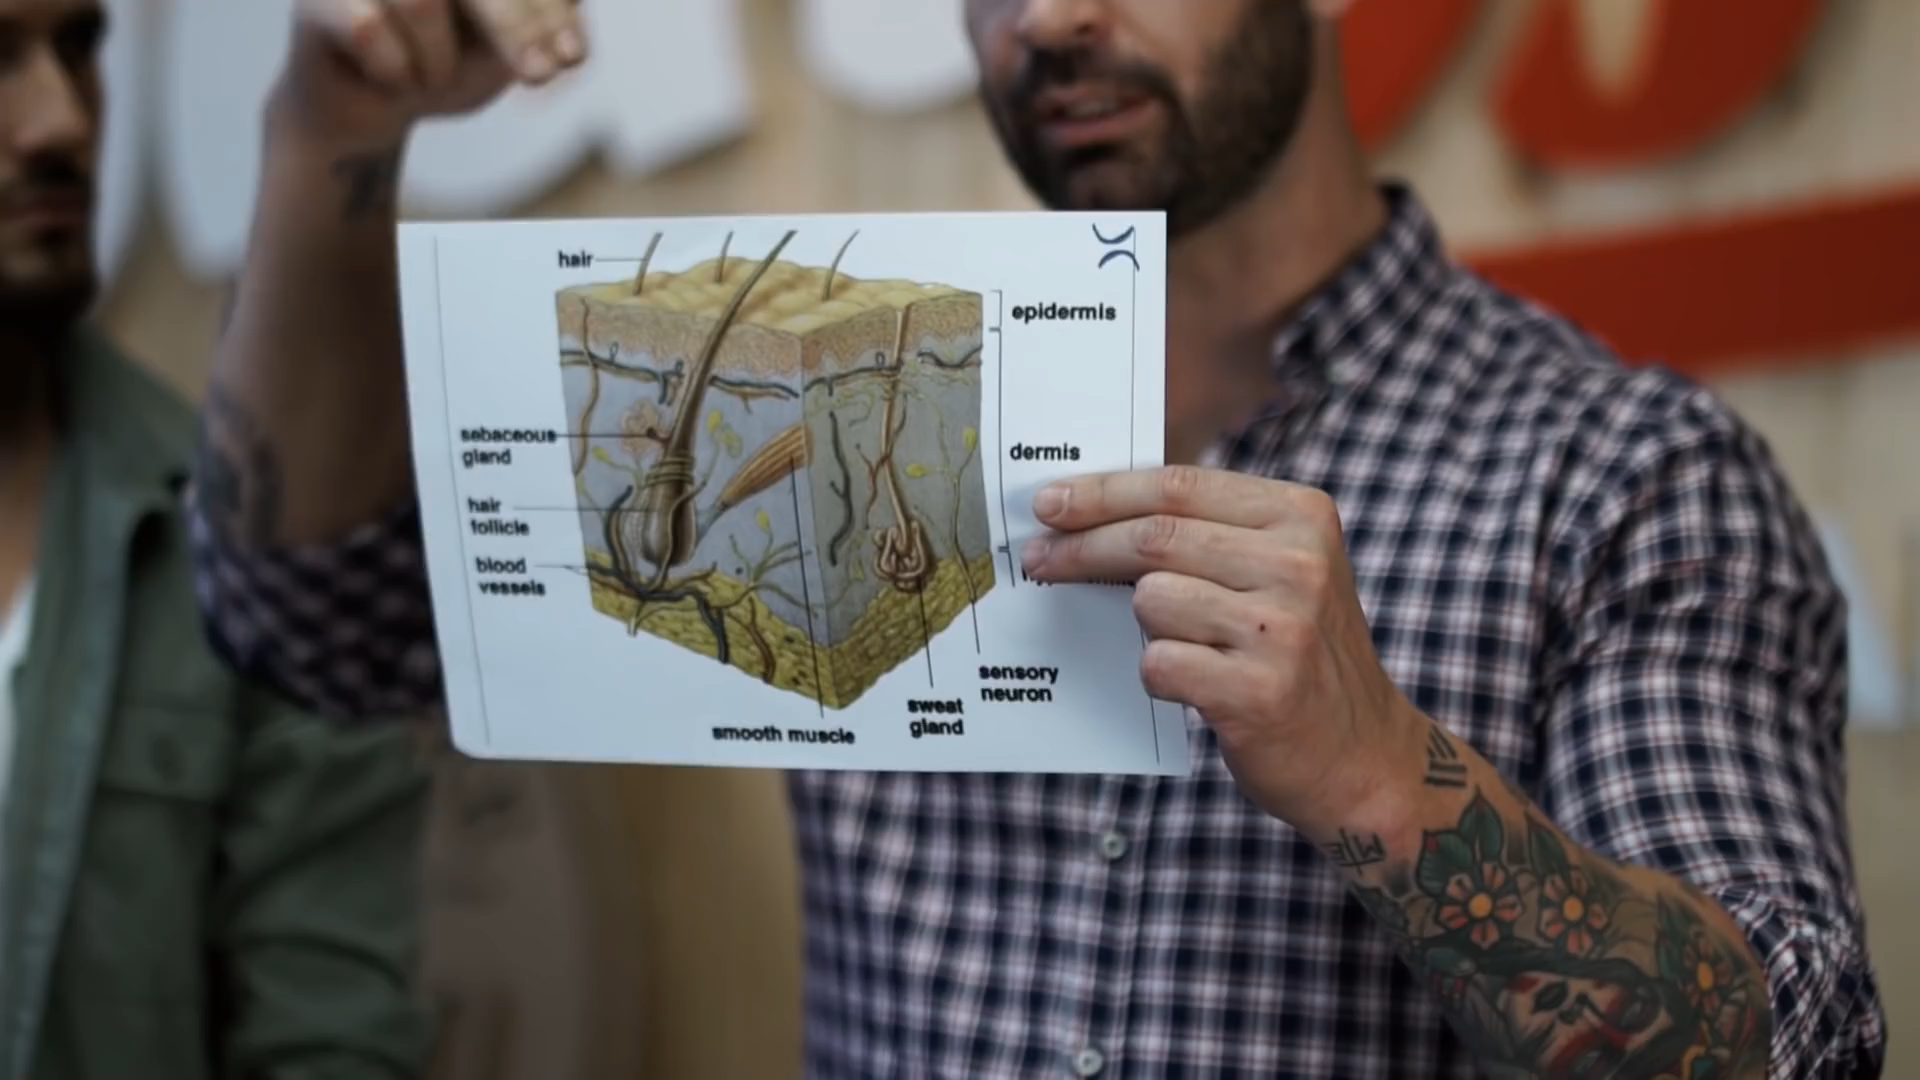 hair
epidermis
sebaceous
gland
dermis
hair
follicle
blood
vessels
sensory
neuron
sweat
gland
smooth muscle